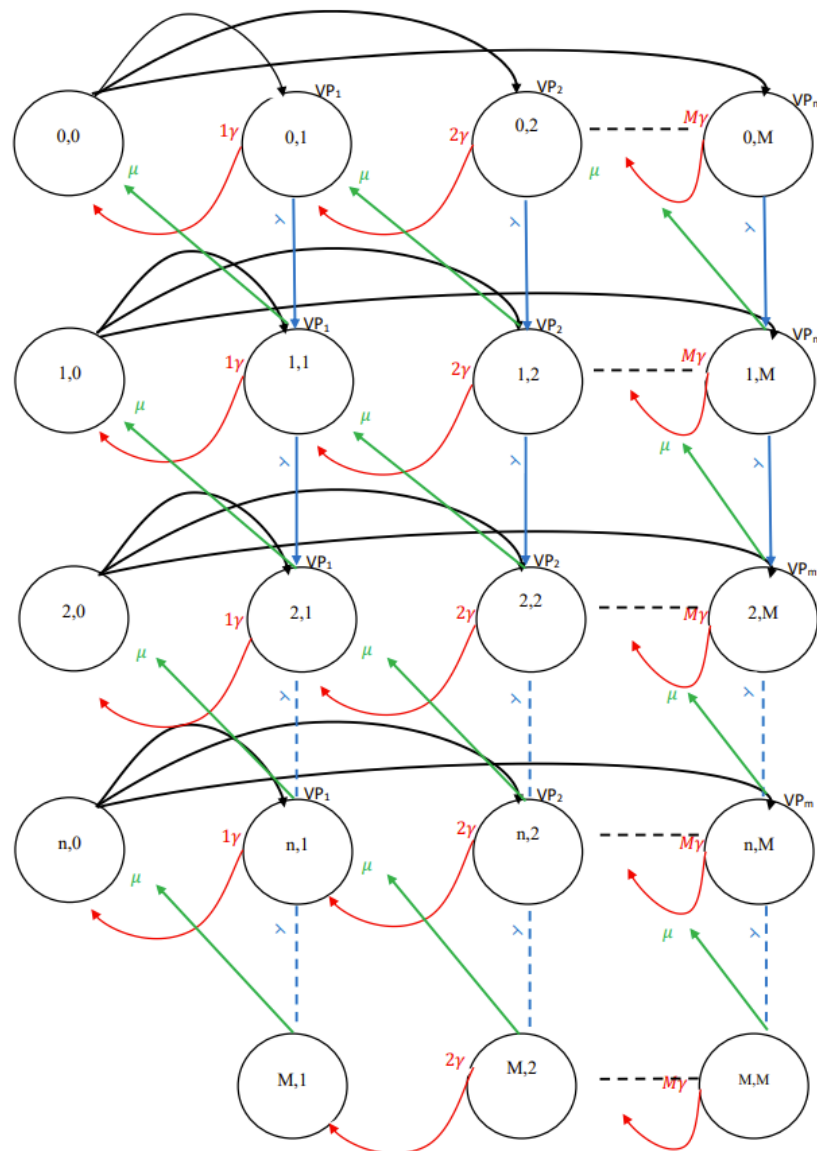 VP₁ VP₂
0,0 1γ 0,1 2γ 0,2 Mγ 0,M
μ μ μ
λ λ λ
VP₁ VP₂
1,0 1γ 1,1 2γ 1,2 Mγ 1,M
μ μ μ
λ λ λ
VP₁ VP₂ VPₘ
2,0 1γ 2,1 2γ 2,2 Mγ 2,M
μ μ μ
λ λ λ
VP₁ VP₂ VPₘ
n,0 1γ n,1 2γ n,2 Mγ n,M
μ μ μ
λ λ λ
M,1 2γ M,2 Mγ M,M